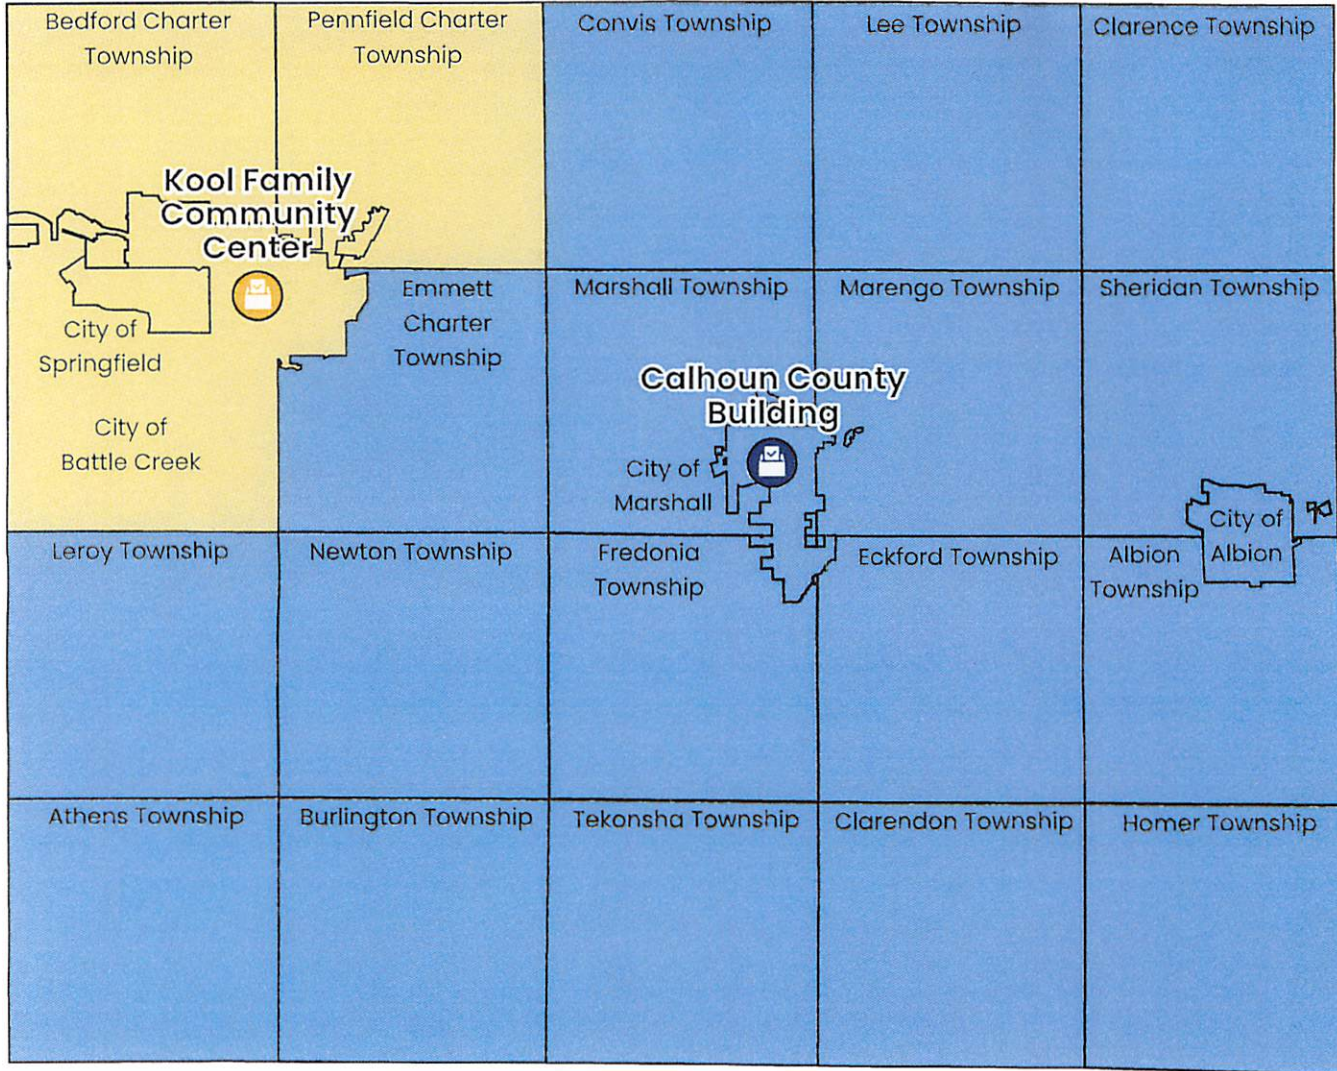 Bedford Charter
Township
Pennfield Charter
Township
Convis Township
Lee Township
Clarence Township
Kool Family
Community
Center
City of
Springfield
City of
Battle Creek
Emmett
Charter
Township
Marshall Township
Marengo Township
Sheridan Township
Calhoun County
Building
City of
Marshall
City of
Albion
Leroy Township
Newton Township
Fredonia
Township
Eckford Township
Albion
Township
Athens Township
Burlington Township
Tekonsha Township
Clarendon Township
Homer Township